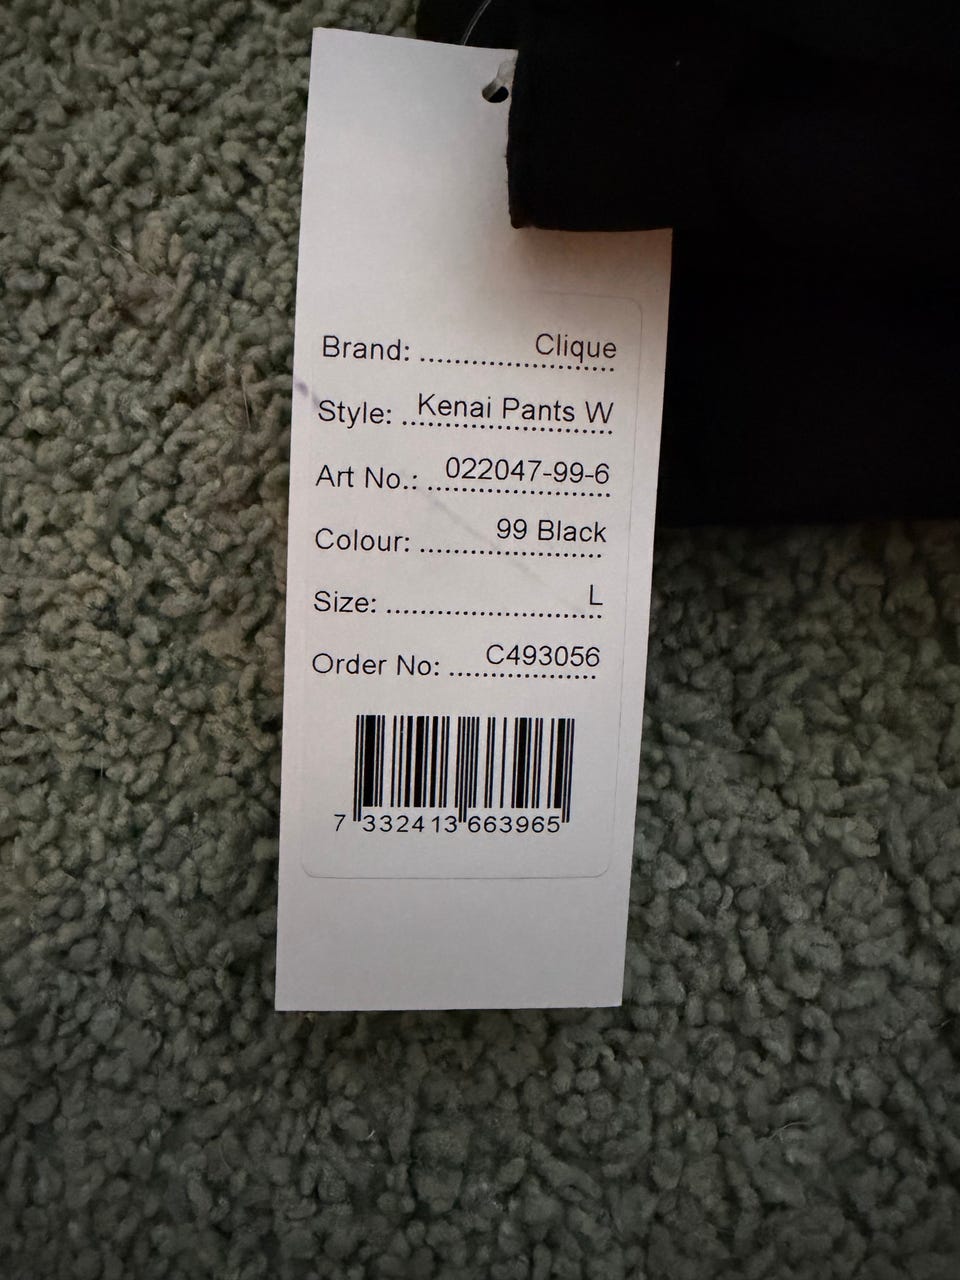 Brand: ..................... Clique
Style: ..Kenai Pants W
Art No.: ..022047-99-6
Colour: ........... 99 Black
Size: .......................... L
Order No: ..... C493056
7 332413 663965